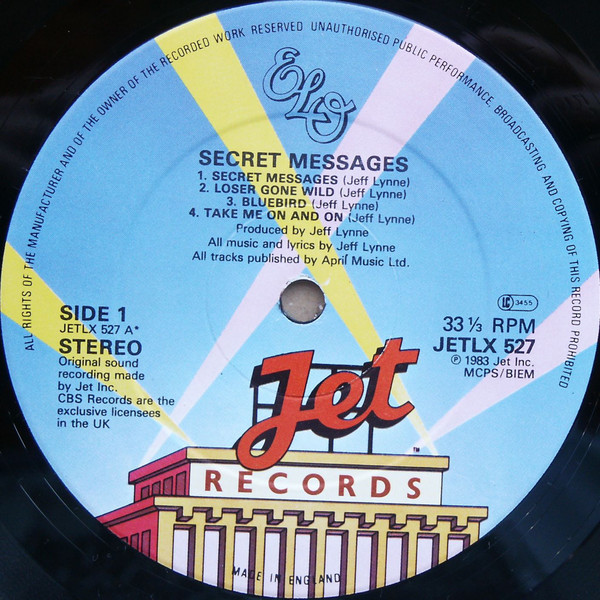 ALL RIGHTS OF THE MANUFACTURER AND OF THE OWNER OF THE RECORDED WORK RESERVED UNAUTHORISED PUBLIC PERFORMANCE BROADCASTING AND COPYING OF THIS RECORD PROHIBITED
ELO
SECRET MESSAGES
1. SECRET MESSAGES (Jeff Lynne)
2. LOSER GONE WILD (Jeff Lynne)
3. BLUEBIRD (Jeff Lynne)
4. TAKE ME ON AND ON (Jeff Lynne)
Produced by Jeff Lynne
All music and lyrics by Jeff Lynne
All tracks published by April Music Ltd.
SIDE 1
JETLX 527 A*
STEREO
Original sound
recording made
by Jet Inc.
CBS Records are the
exclusive licensees
in the UK
LC 3455
33 ⅓ RPM
JETLX 527
℗ 1983 Jet Inc.
MCPS/BIEM
Jet
RECORDS
TM
MADE IN ENGLAND